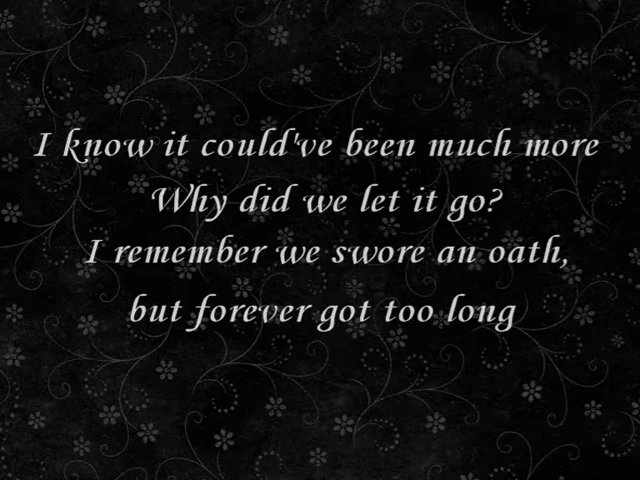 I know it could've been much more
Why did we let it go?
I remember we swore an oath,
but forever got too long